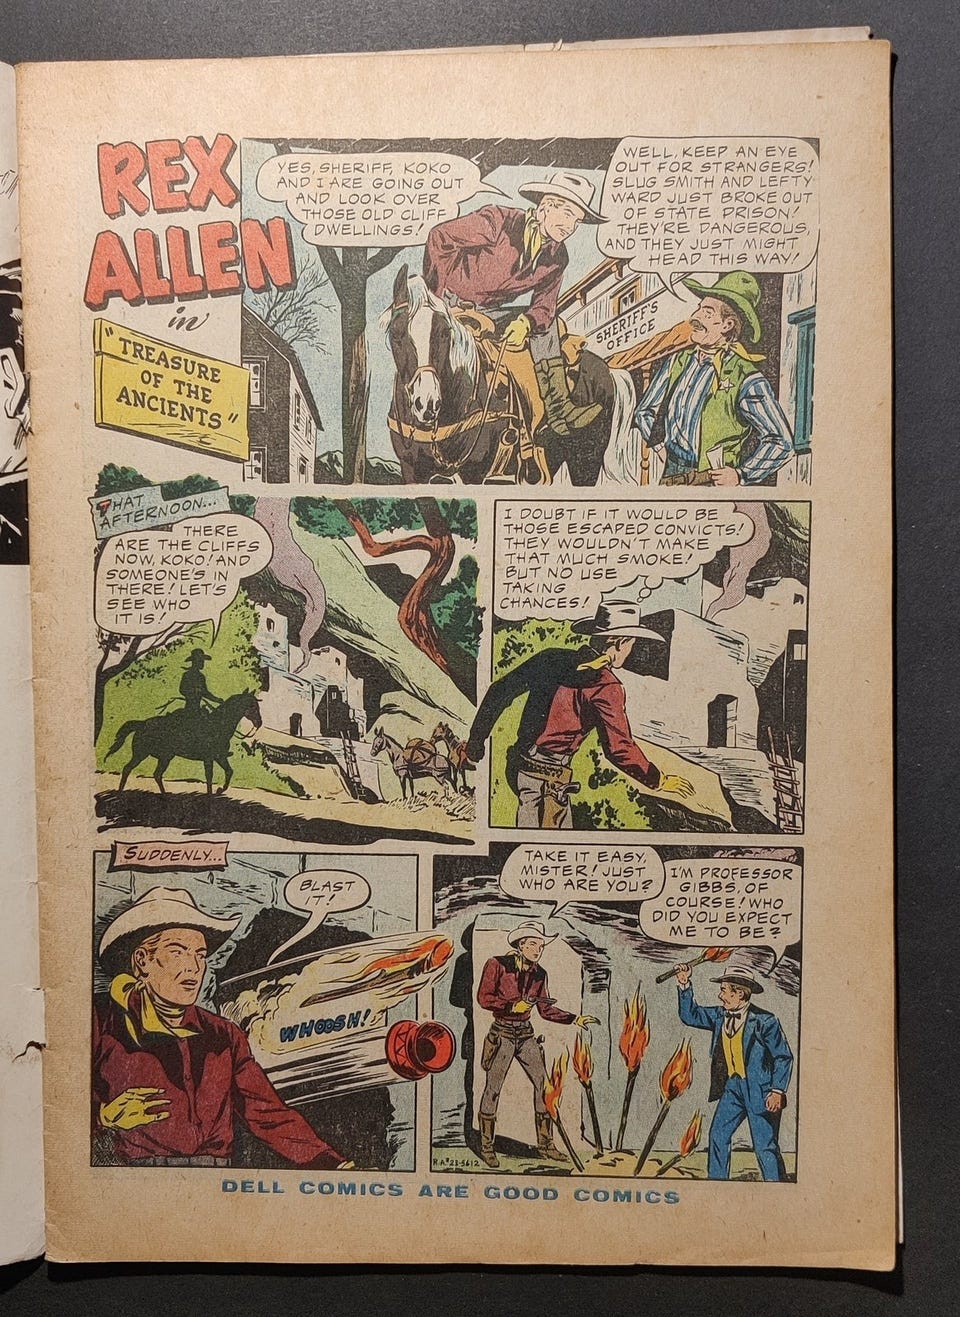 REX
ALLEN
in
"TREASURE
OF THE
ANCIENTS"
YES, SHERIFF, KOKO
AND I ARE GOING OUT
AND LOOK OVER
THOSE OLD CLIFF
DWELLINGS!
WELL, KEEP AN EYE
OUT FOR STRANGERS!
SLUG SMITH AND LEFTY
WARD JUST BROKE OUT
OF STATE PRISON!
THEY'RE DANGEROUS,
AND THEY JUST MIGHT
HEAD THIS WAY!
SHERIFF'S
OFFICE
THAT
AFTERNOON...
THERE
ARE THE CLIFFS
NOW, KOKO! AND
SOMEONE'S IN
THERE! LET'S
SEE WHO
IT IS!
I DOUBT IF IT WOULD BE
THOSE ESCAPED CONVICTS!
THEY WOULDN'T MAKE
THAT MUCH SMOKE!
BUT NO USE
TAKING
CHANCES!
SUDDENLY...
BLAST
IT!
WHOOSH!
TAKE IT EASY,
MISTER! JUST
WHO ARE YOU?
I'M PROFESSOR
GIBBS, OF
COURSE! WHO
DID YOU EXPECT
ME TO BE?
R.A.#23-5612
DELL COMICS ARE GOOD COMICS